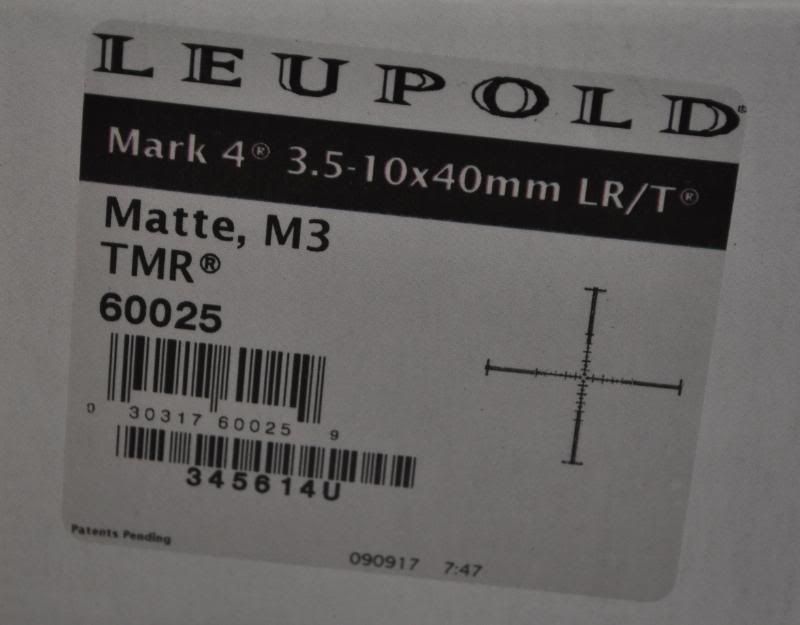 LEUPOLD®
Mark 4® 3.5-10x40mm LR/T®
Matte, M3
TMR®
60025
0 30317 60025 9
345614U
Patents Pending
090917 7:47